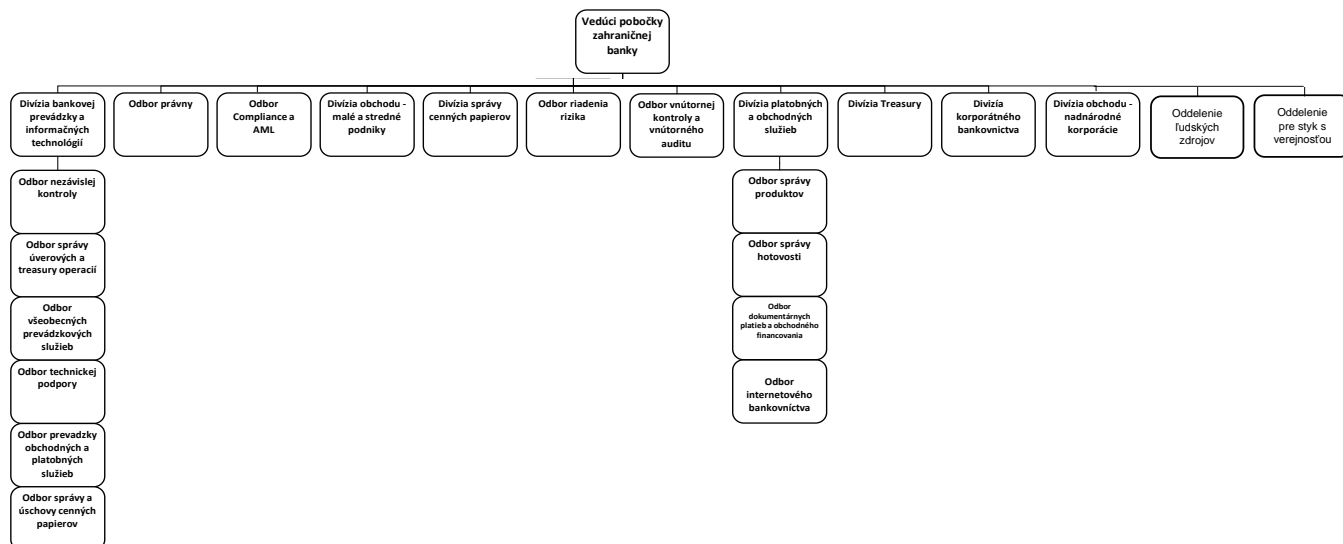 Vedúci pobočky
zahraničnej
banky
Divízia bankovej
prevádzky a
informačných
technológií
Odbor právny
Odbor
Compliance a
AML
Divízia obchodu -
malé a stredné
podniky
Divízia správy
cenných papierov
Odbor riadenia
rizika
Odbor vnútornej
kontroly a
vnútorného
auditu
Divízia platobných
a obchodných
služieb
Divízia Treasury
Divizía
korporátného
bankovnictva
Divízia obchodu -
nadnárodné
korporácie
Oddelenie
ľudských
zdrojov
Oddelenie
pre styk s
verejnosťou
Odbor nezávislej
kontroly
Odbor správy
úverových a
treasury operacií
Odbor
všeobecných
prevádzkových
služieb
Odbor technickej
podpory
Odbor prevadzky
obchodných a
platobných
služieb
Odbor správy a
úschovy cenných
papierov
Odbor správy
produktov
Odbor správy
hotovosti
Odbor
dokumentárnych
platieb a obchodného
financovania
Odbor
internetového
bankovníctva